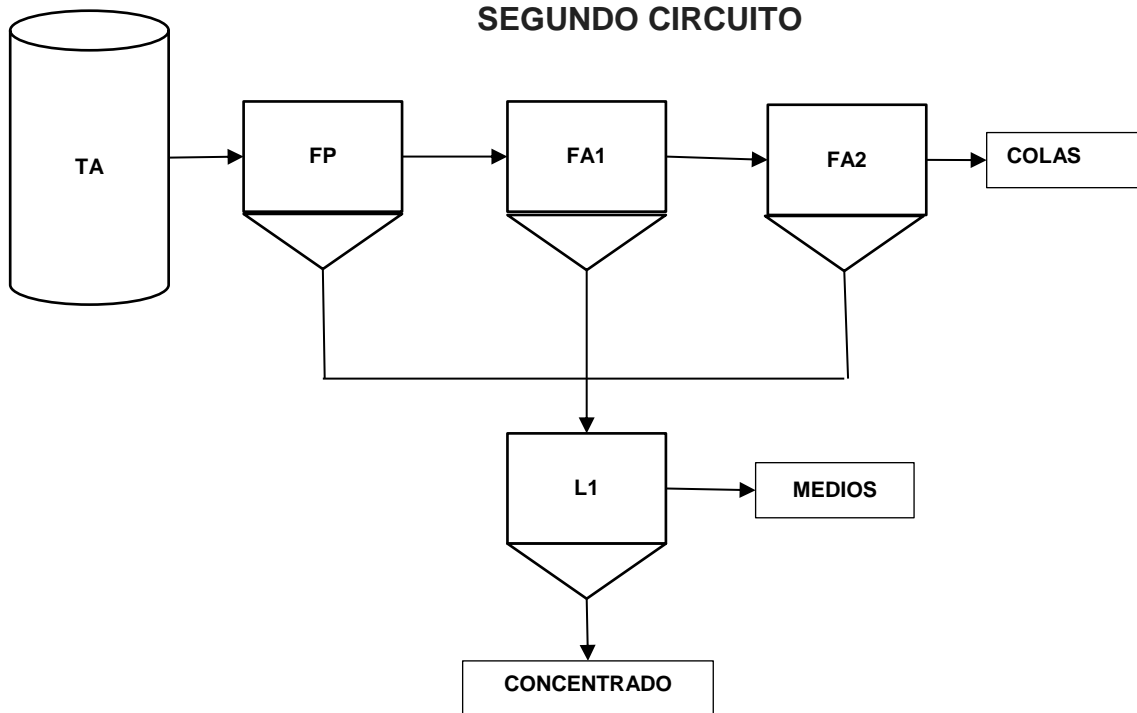 SEGUNDO CIRCUITO
TA
FP
FA1
FA2
COLAS
L1
MEDIOS
CONCENTRADO